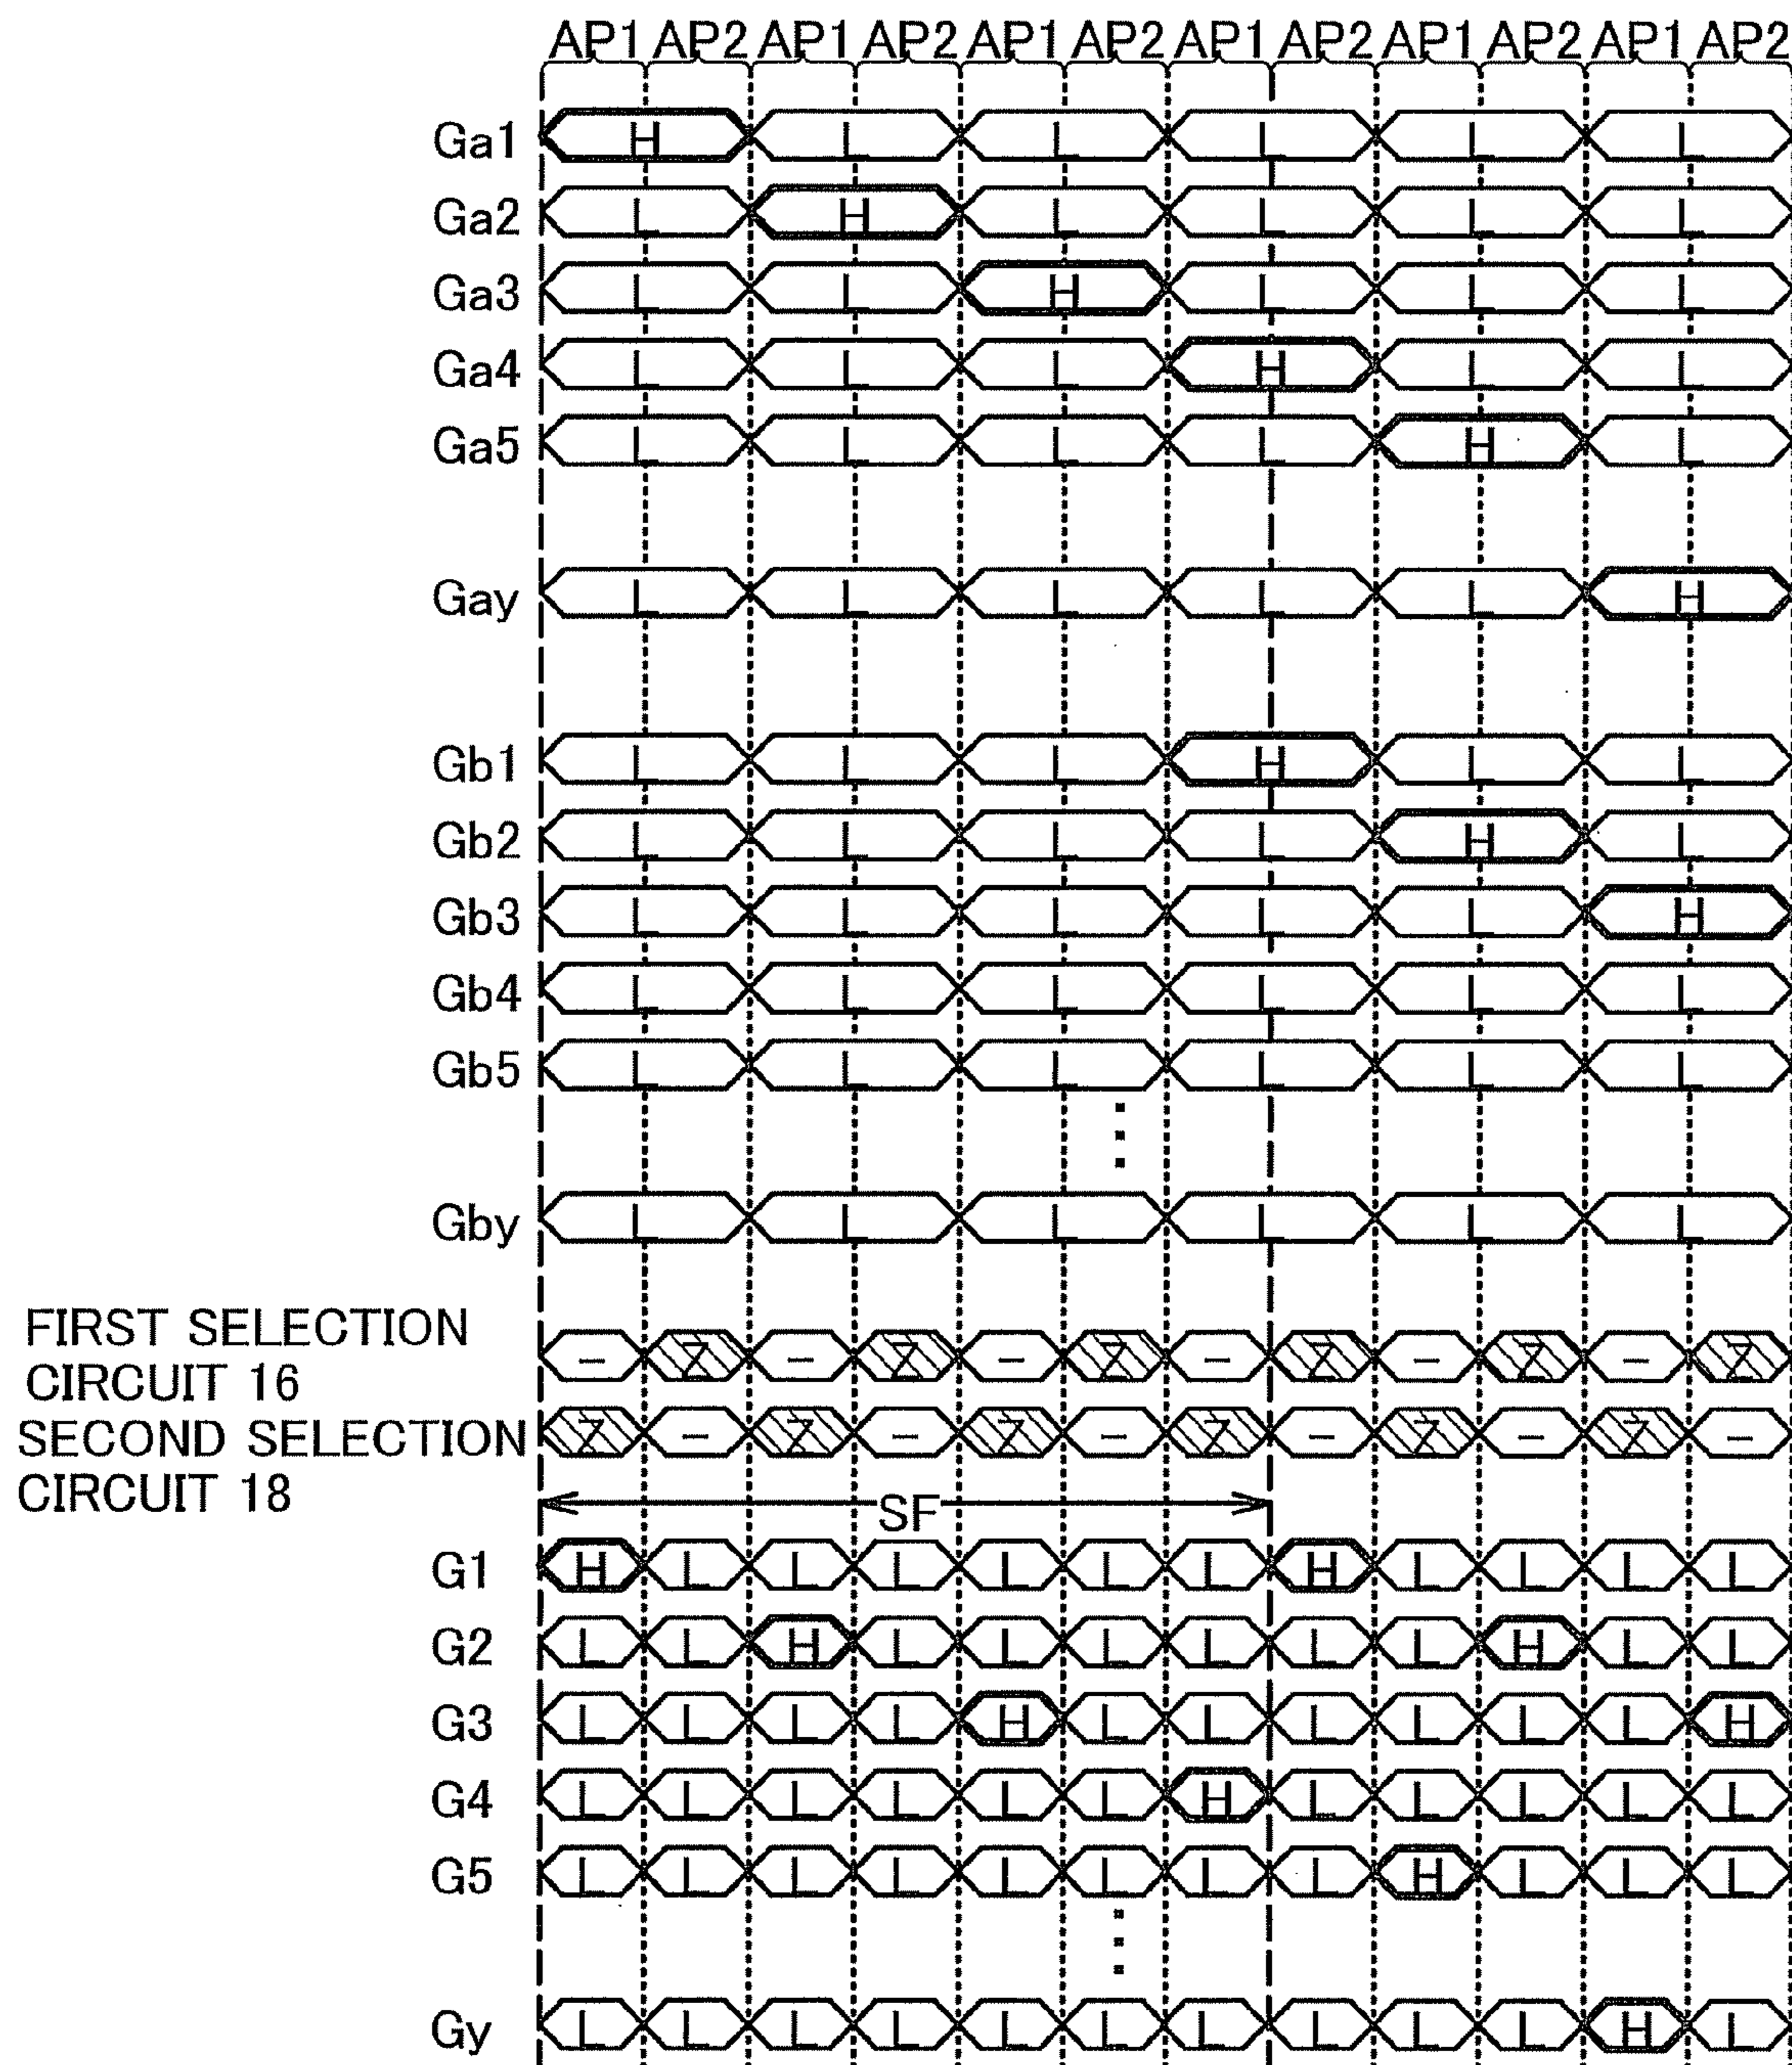 AP1 AP2 AP1 AP2 AP1 AP2 AP1 AP2 AP1 AP2 AP1 AP2
Ga1 H L L L L L
Ga2 L H L L L L
Ga3 L L H L L L
Ga4 L L L H L L
Ga5 L L L L H L
Gay L L L L L H
Gb1 L L L H L L
Gb2 L L L L H L
Gb3 L L L L L H
Gb4 L L L L L L
Gb5 L L L L L L
Gby L L L L L L
FIRST SELECTION
CIRCUIT 16 – Z – Z – Z – Z – Z – Z
SECOND SELECTION
CIRCUIT 18 Z – Z – Z – Z – Z – Z –
SF
G1 H L L L L L L H L L L L
G2 L L H L L L L L L H L L
G3 L L L L H L L L L L L H
G4 L L L L L L H L L L L L
G5 L L L L L L L L H L L L
Gy L L L L L L L L L L H L